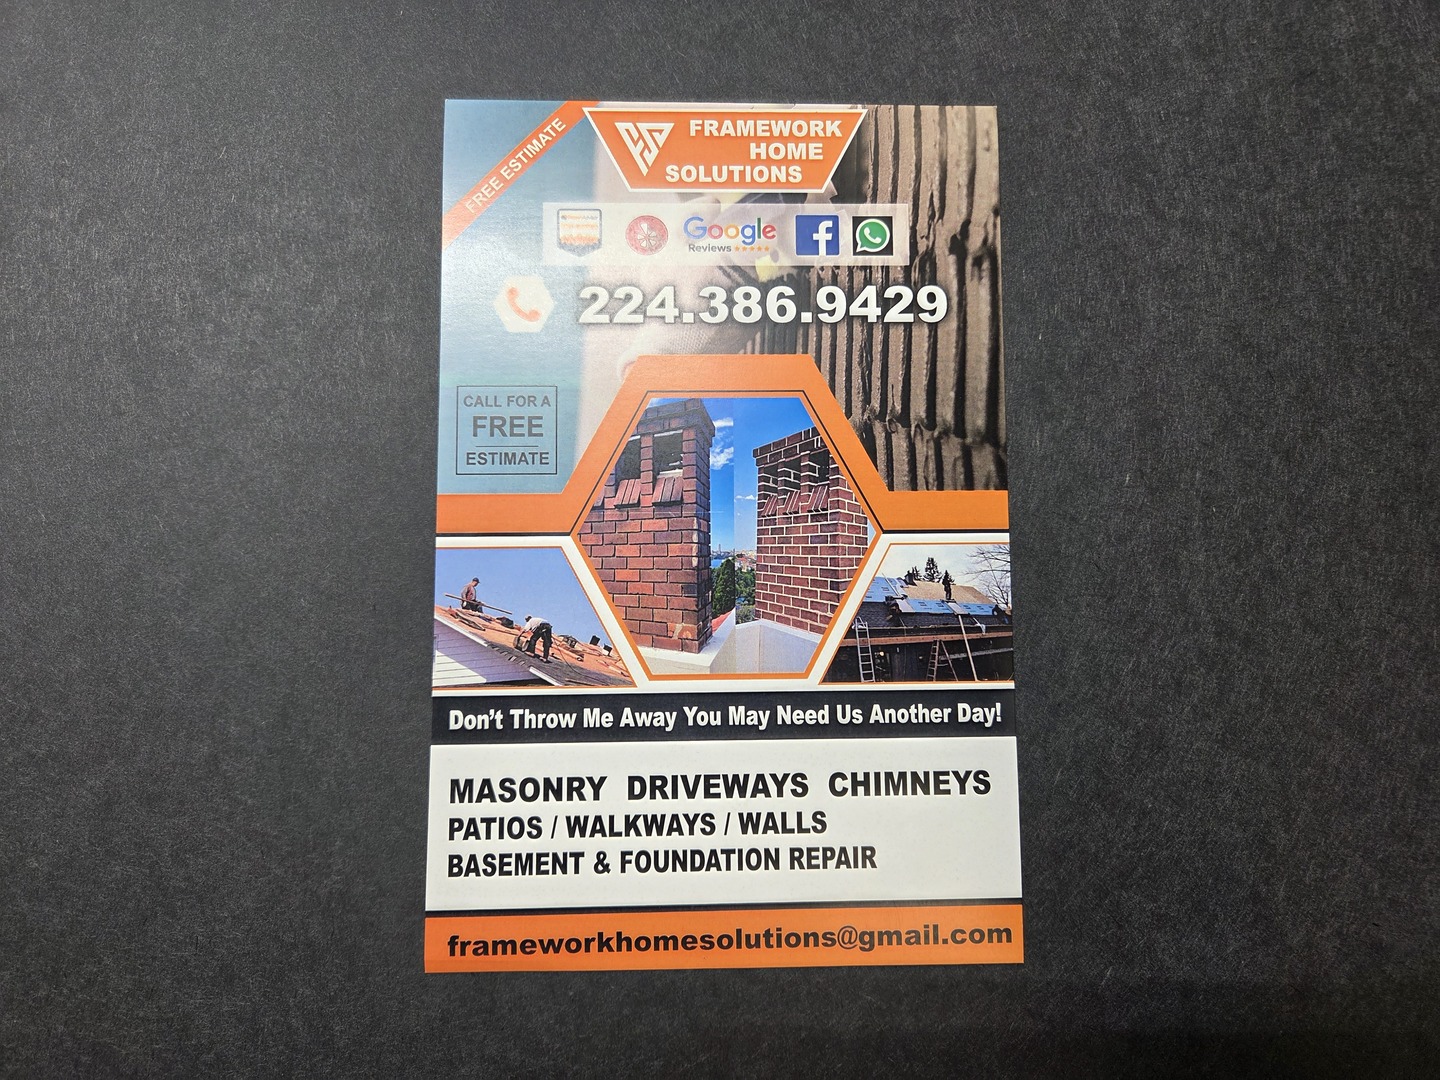 FREE ESTIMATE
FRAMEWORK
HOME
SOLUTIONS
Google
Reviews
224.386.9429
CALL FOR A
FREE
ESTIMATE
Don't Throw Me Away You May Need Us Another Day!
MASONRY DRIVEWAYS CHIMNEYS
PATIOS / WALKWAYS / WALLS
BASEMENT & FOUNDATION REPAIR
frameworkhomesolutions@gmail.com